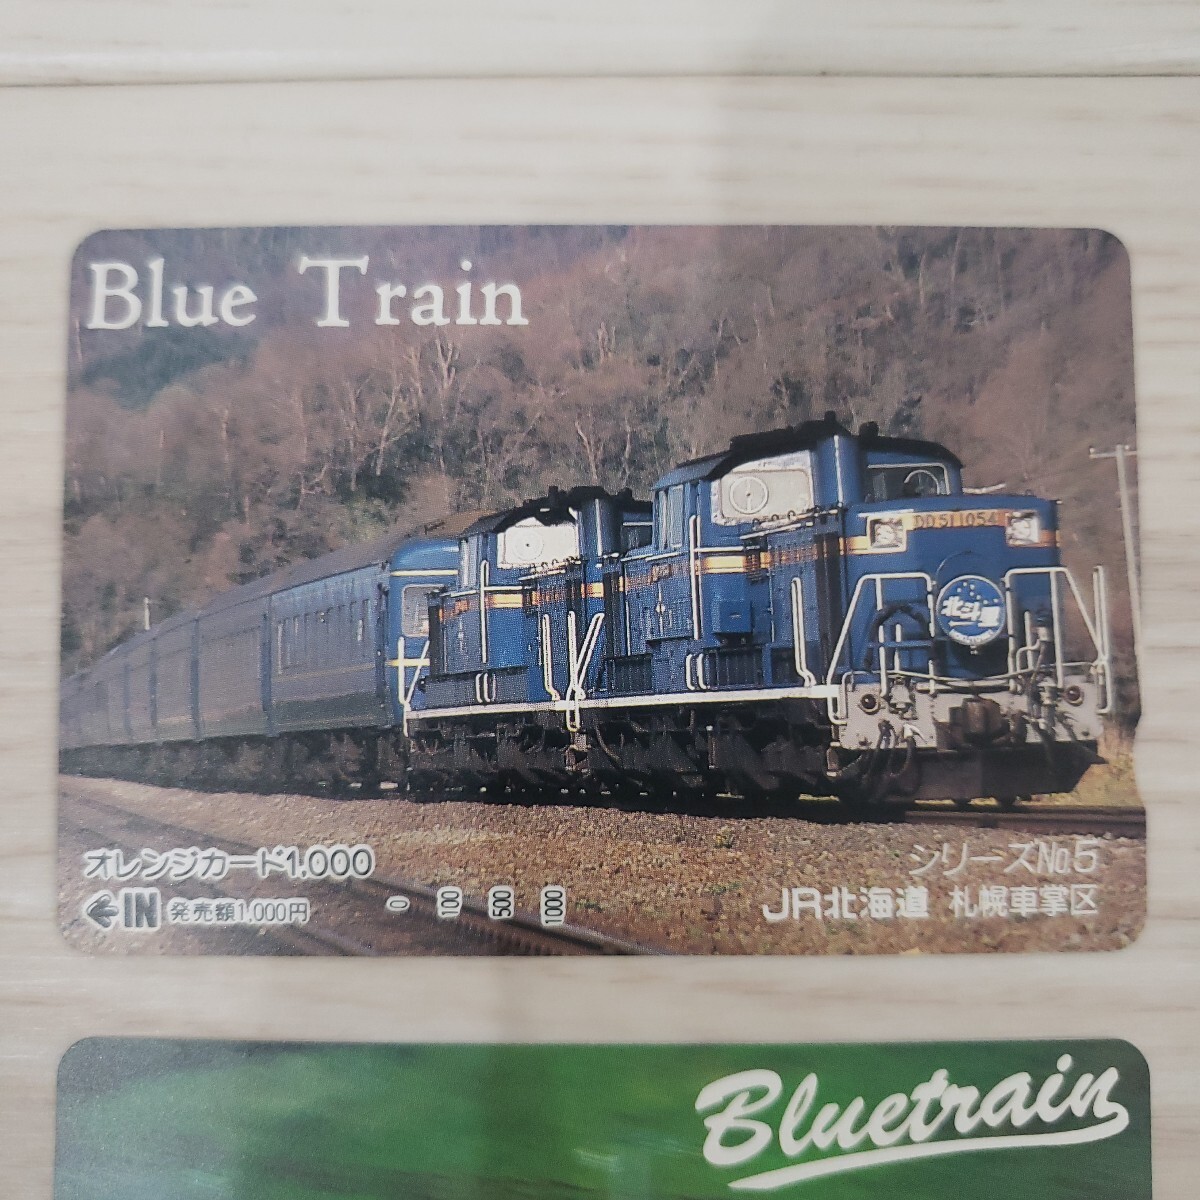 Blue Train
DD51 1054
北斗星
オレンジカード1,000
シリーズNo.5
IN 発売額1,000円
0 100 500 1000
JR北海道 札幌車掌区
Bluetrain